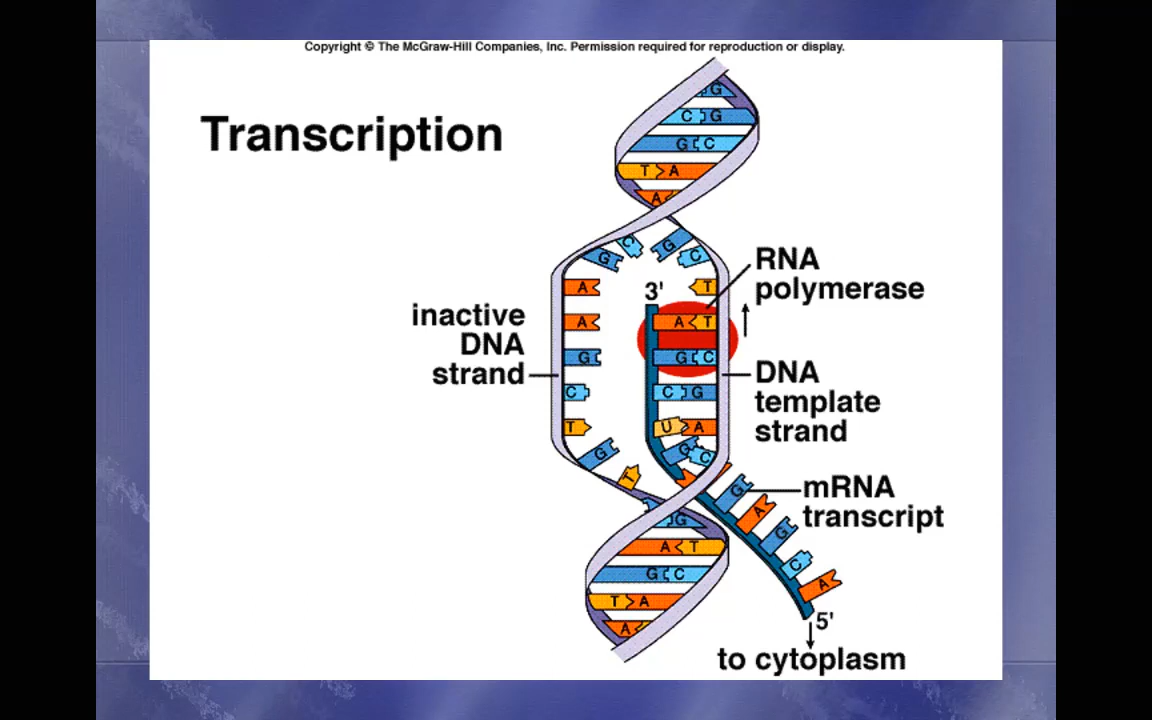 Copyright © The McGraw-Hill Companies, Inc. Permission required for reproduction or display.
Transcription
G
C G
G C
T A
A
G C
G C
A
T
A
A T
G
G C
C
C G
T
U A
G
G C
T
3'
RNA
polymerase
inactive
DNA
strand
DNA
template
strand
mRNA
transcript
G
A
G
C
A
5'
to cytoplasm
G
A T
G C
T A
A